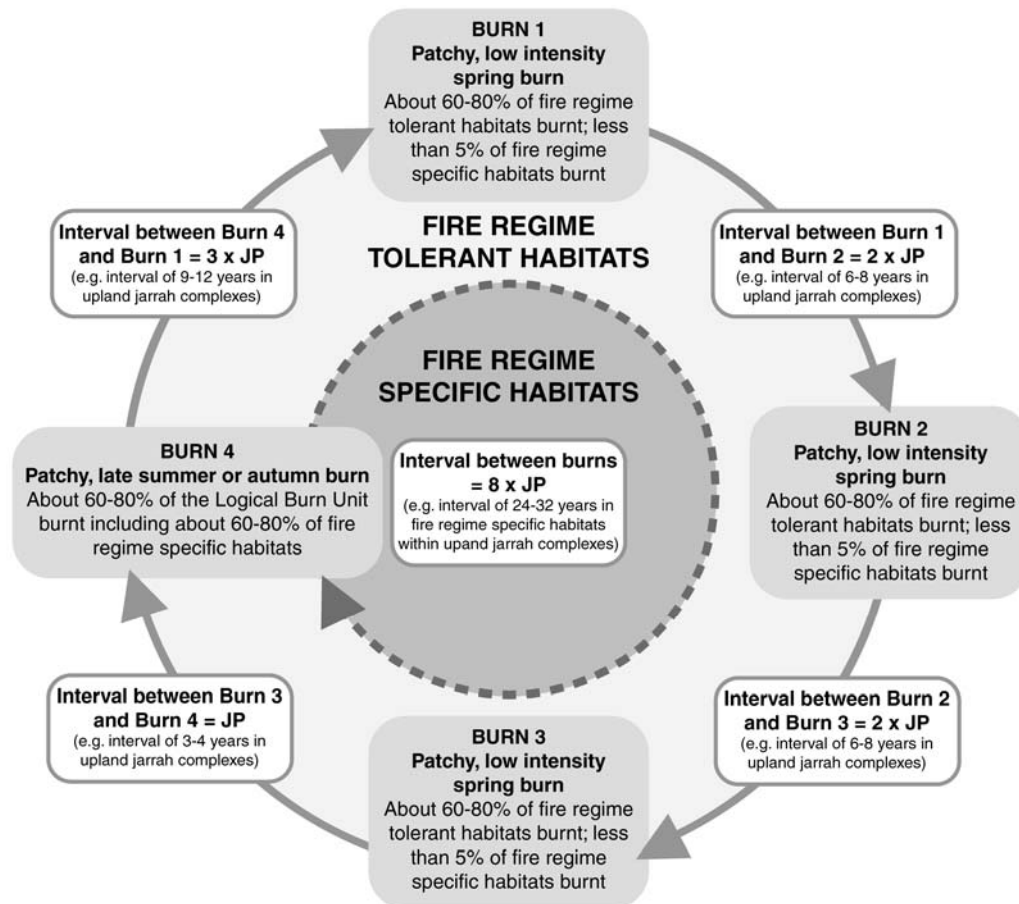 BURN 1
Patchy, low intensity
spring burn
About 60-80% of fire regime
tolerant habitats burnt; less
than 5% of fire regime
specific habitats burnt
Interval between Burn 4
and Burn 1 = 3 x JP
(e.g. interval of 9-12 years in
upland jarrah complexes)
FIRE REGIME
TOLERANT HABITATS
Interval between Burn 1
and Burn 2 = 2 x JP
(e.g. interval of 6-8 years in
upland jarrah complexes)
FIRE REGIME
SPECIFIC HABITATS
BURN 4
Patchy, late summer or autumn burn
About 60-80% of the Logical Burn Unit
burnt including about 60-80% of fire
regime specific habitats
Interval between burns
= 8 x JP
(e.g. interval of 24-32 years in
fire regime specific habitats
within upand jarrah complexes)
BURN 2
Patchy, low intensity
spring burn
About 60-80% of fire regime
tolerant habitats burnt; less
than 5% of fire regime
specific habitats burnt
Interval between Burn 3
and Burn 4 = JP
(e.g. interval of 3-4 years in
upland jarrah complexes)
BURN 3
Patchy, low intensity
spring burn
About 60-80% of fire regime
tolerant habitats burnt; less
than 5% of fire regime
specific habitats burnt
Interval between Burn 2
and Burn 3 = 2 x JP
(e.g. interval of 6-8 years in
upland jarrah complexes)